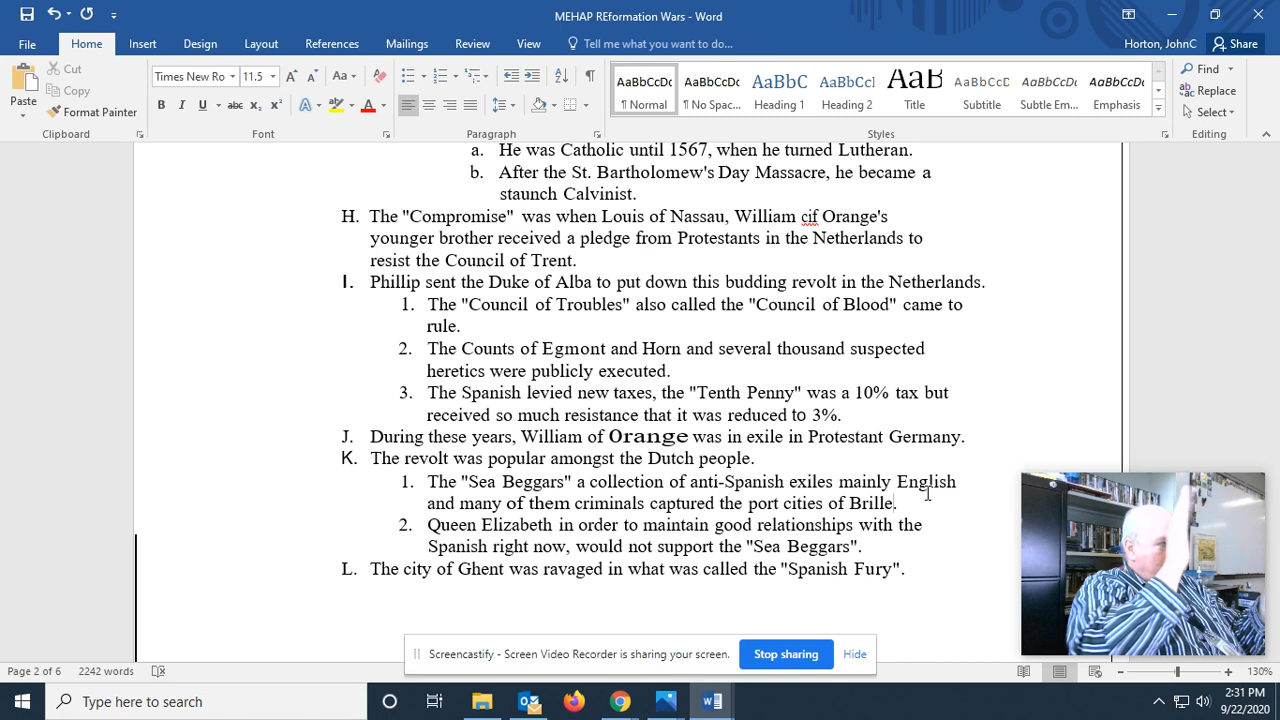 MEHAP REformation Wars - Word
File Home Insert Design Layout References Mailings Review View Tell me what you want to do... Horton, JohnC Share
Paste Cut Copy Format Painter
Times New Ro 11.5
AaBbCcDc AaBbCcDc AaBbC AaBbCcC AaB AaBbCcD AaBbCcDc AaBbCcDc
¶ Normal ¶ No Spac... Heading 1 Heading 2 Title Subtitle Subtle Em... Emphasis
Find Replace Select
Clipboard Font Paragraph Styles Editing
a. He was Catholic until 1567, when he turned Lutheran.
b. After the St. Bartholomew's Day Massacre, he became a
staunch Calvinist.
H. The "Compromise" was when Louis of Nassau, William cif Orange's
younger brother received a pledge from Protestants in the Netherlands to
resist the Council of Trent.
I. Phillip sent the Duke of Alba to put down this budding revolt in the Netherlands.
1. The "Council of Troubles" also called the "Council of Blood" came to
rule.
2. The Counts of Egmont and Horn and several thousand suspected
heretics were publicly executed.
3. The Spanish levied new taxes, the "Tenth Penny" was a 10% tax but
received so much resistance that it was reduced to 3%.
J. During these years, William of Orange was in exile in Protestant Germany.
K. The revolt was popular amongst the Dutch people.
1. The "Sea Beggars" a collection of anti-Spanish exiles mainly English
and many of them criminals captured the port cities of Brille.
2. Queen Elizabeth in order to maintain good relationships with the
Spanish right now, would not support the "Sea Beggars".
L. The city of Ghent was ravaged in what was called the "Spanish Fury".
Screencastify - Screen Video Recorder is sharing your screen. Stop sharing Hide
Page 2 of 6 2242 words 130%
Type here to search
2:31 PM
9/22/2020